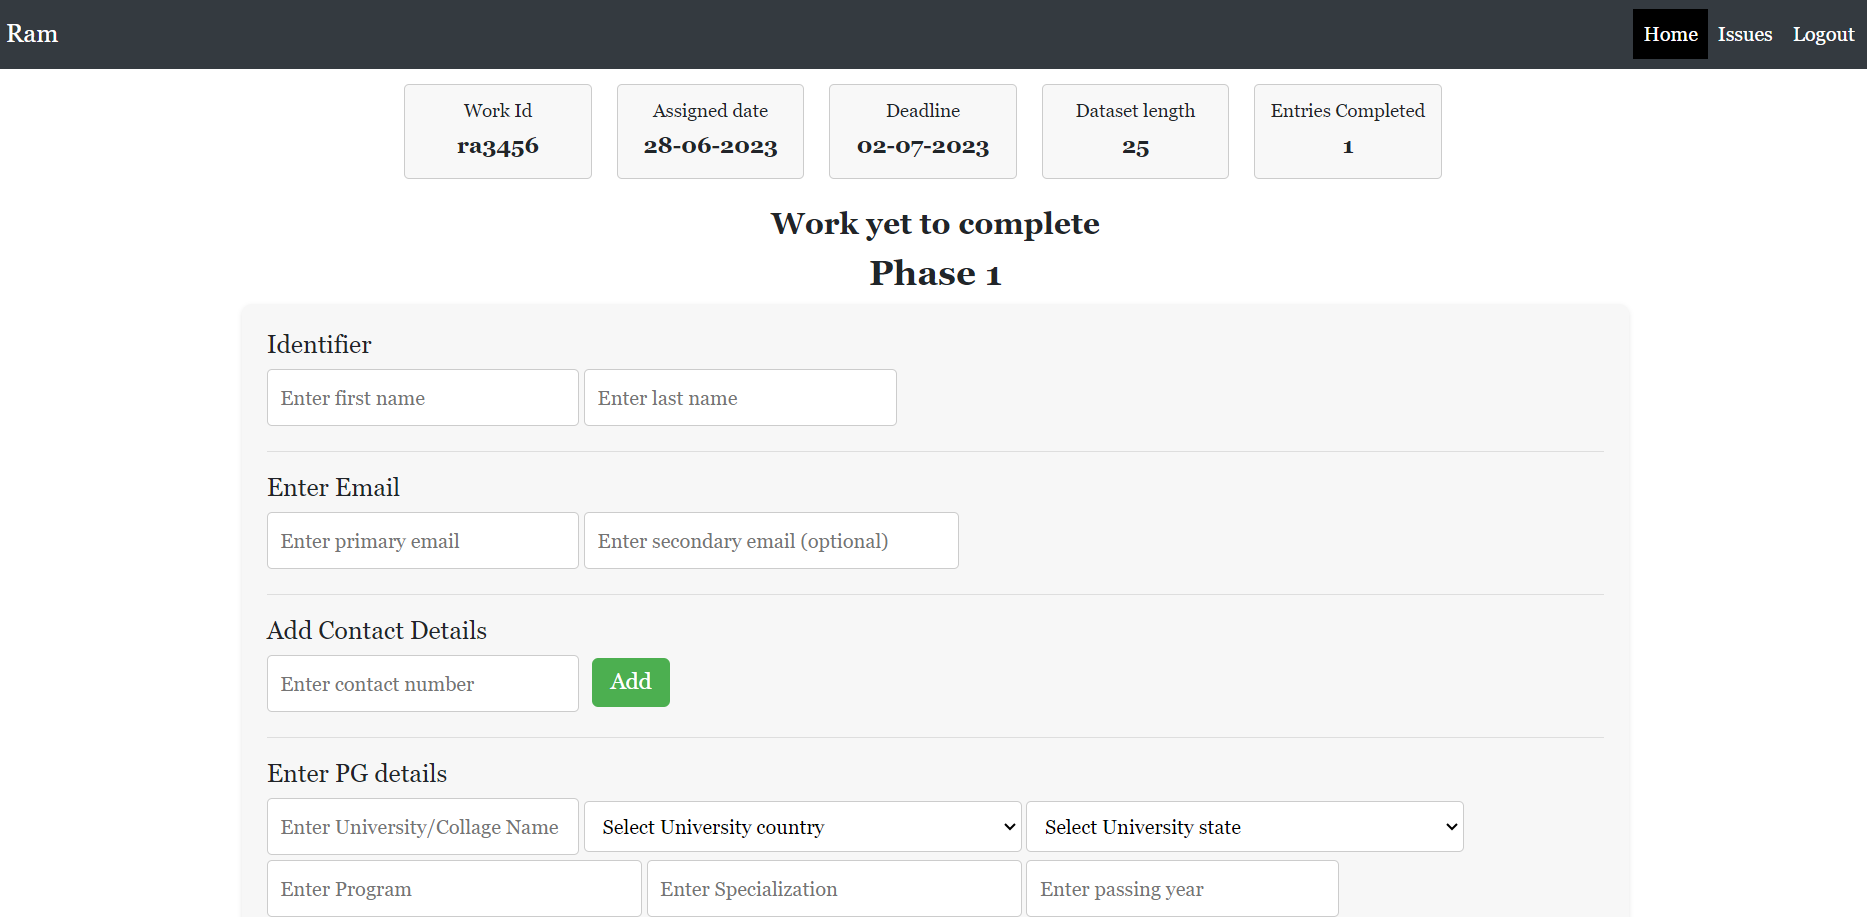 Ram
Home Issues Logout
Work Id
ra3456
Assigned date
28-06-2023
Deadline
02-07-2023
Dataset length
25
Entries Completed
1
Work yet to complete
Phase 1
Identifier
Enter first name
Enter last name
Enter Email
Enter primary email
Enter secondary email (optional)
Add Contact Details
Enter contact number
Add
Enter PG details
Enter University/Collage Name
Select University country
Select University state
Enter Program
Enter Specialization
Enter passing year